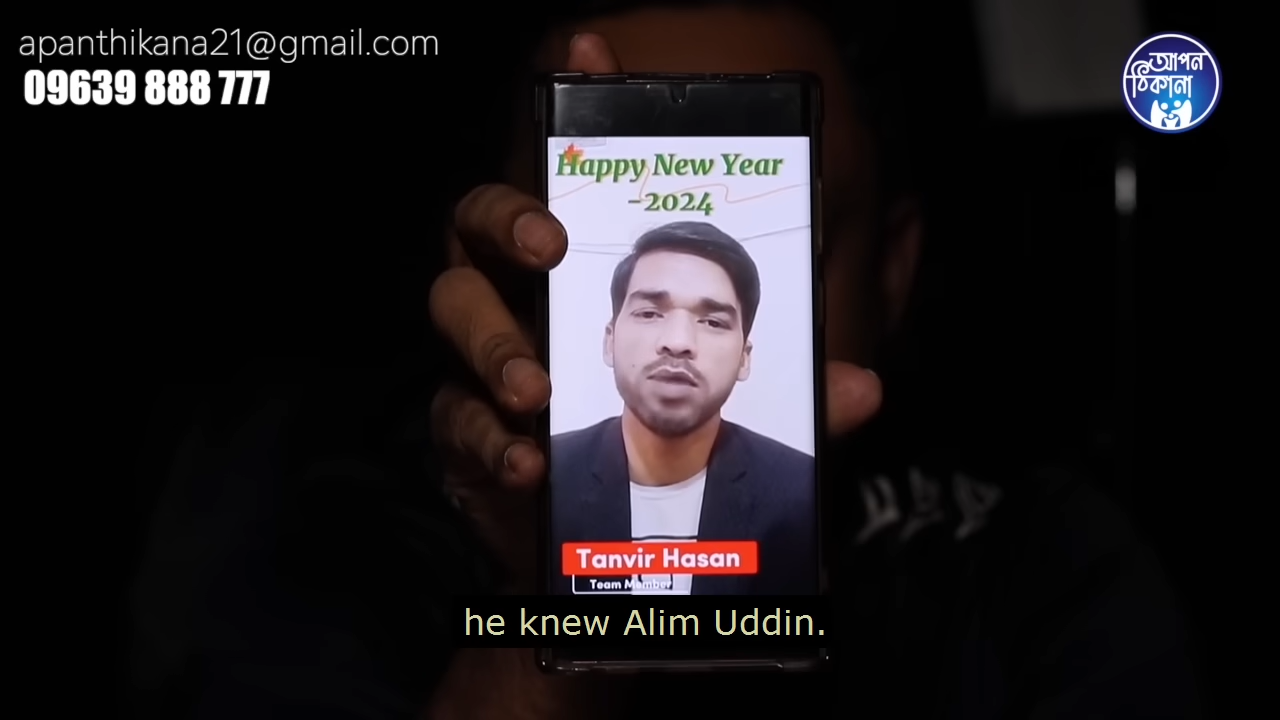 apanthikana21@gmail.com
09639 888 777
আপন
ঠিকানা
Happy New Year
-2024
Tanvir Hasan
Team Member
he knew Alim Uddin.